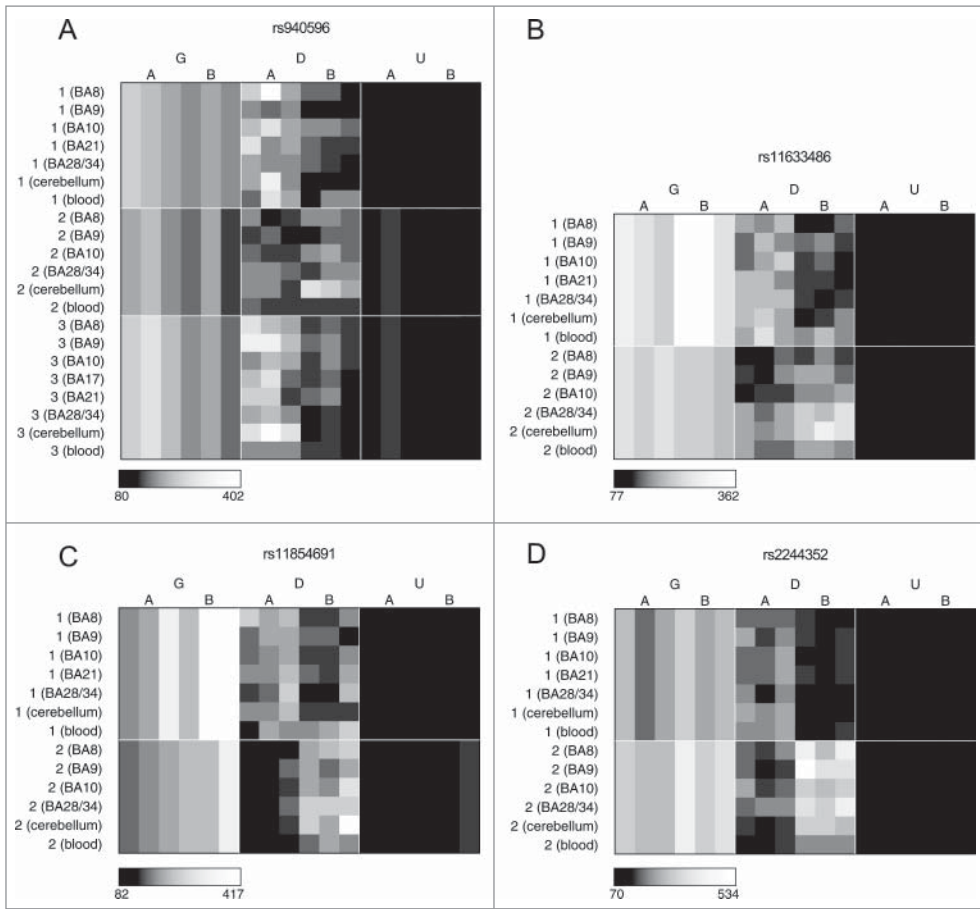 A
rs940596
G D U
A B A B A B
1 (BA8)
1 (BA9)
1 (BA10)
1 (BA21)
1 (BA28/34)
1 (cerebellum)
1 (blood)
2 (BA8)
2 (BA9)
2 (BA10)
2 (BA28/34)
2 (cerebellum)
2 (blood)
3 (BA8)
3 (BA9)
3 (BA10)
3 (BA17)
3 (BA21)
3 (BA28/34)
3 (cerebellum)
3 (blood)
80 402
B
rs11633486
G D U
A B A B A B
1 (BA8)
1 (BA9)
1 (BA10)
1 (BA21)
1 (BA28/34)
1 (cerebellum)
1 (blood)
2 (BA8)
2 (BA9)
2 (BA10)
2 (BA28/34)
2 (cerebellum)
2 (blood)
77 362
C
rs11854691
G D U
A B A B A B
1 (BA8)
1 (BA9)
1 (BA10)
1 (BA21)
1 (BA28/34)
1 (cerebellum)
1 (blood)
2 (BA8)
2 (BA9)
2 (BA10)
2 (BA28/34)
2 (cerebellum)
2 (blood)
82 417
D
rs2244352
G D U
A B A B A B
1 (BA8)
1 (BA9)
1 (BA10)
1 (BA21)
1 (BA28/34)
1 (cerebellum)
1 (blood)
2 (BA8)
2 (BA9)
2 (BA10)
2 (BA28/34)
2 (cerebellum)
2 (blood)
70 534